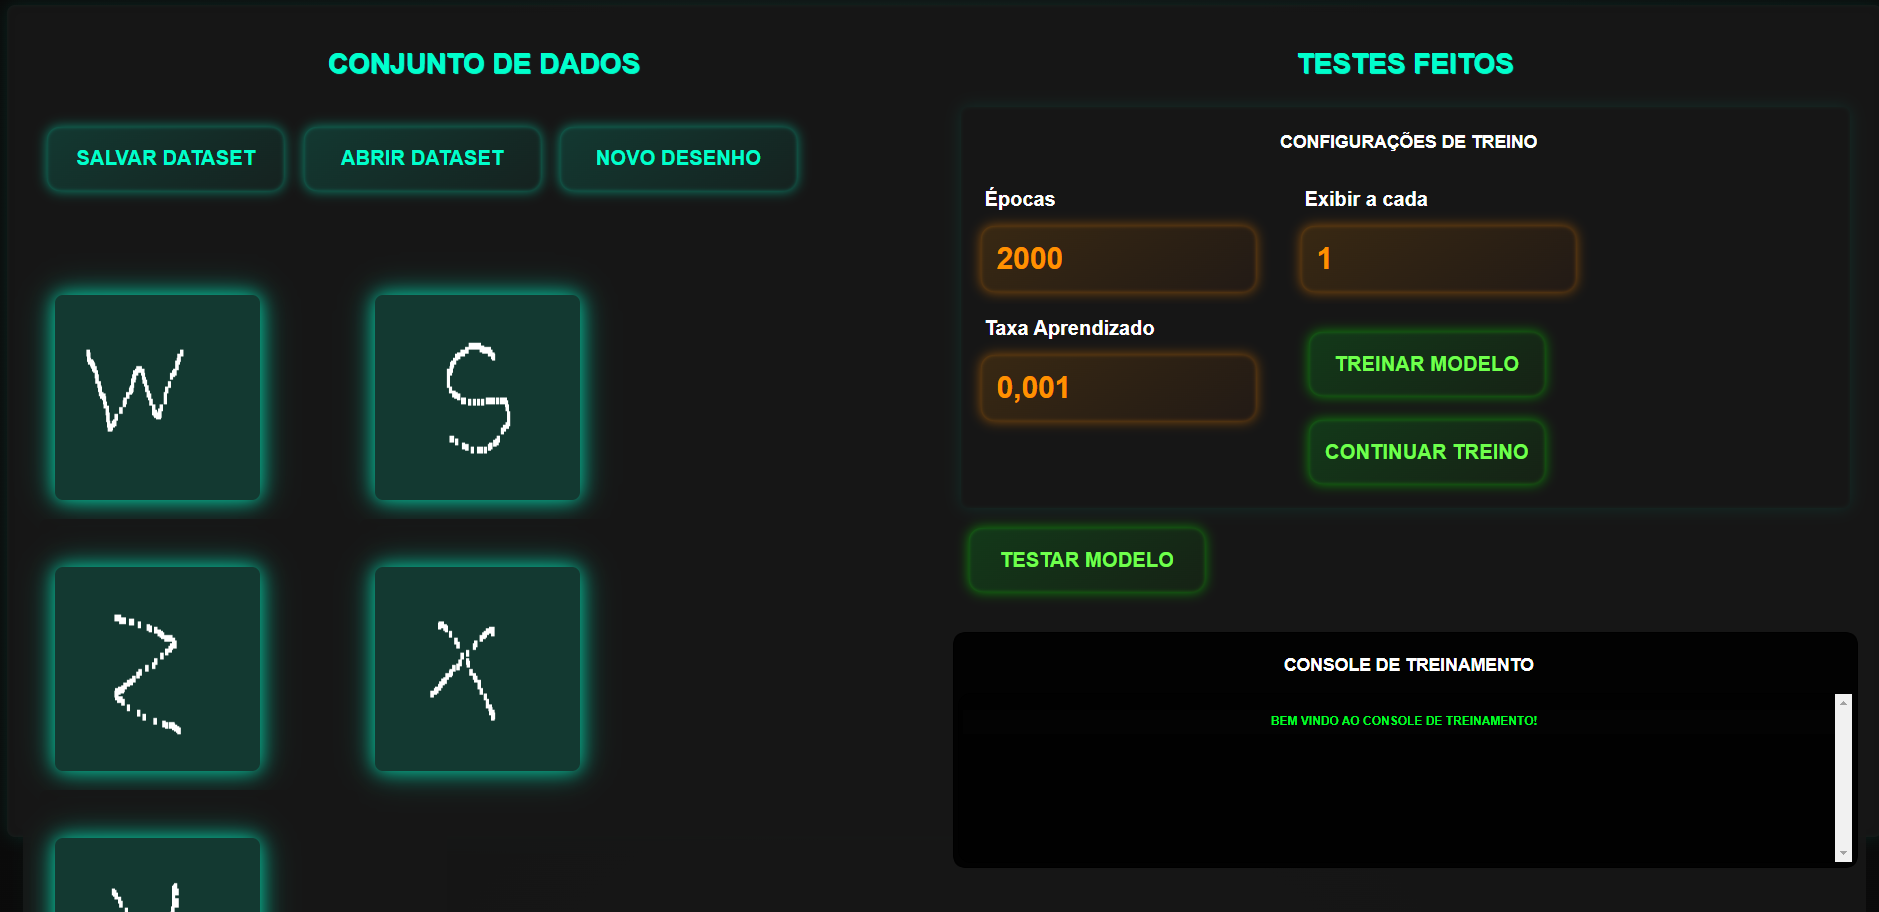 CONJUNTO DE DADOS
SALVAR DATASET
ABRIR DATASET
NOVO DESENHO
W
S
Z
X
TESTES FEITOS
CONFIGURAÇÕES DE TREINO
Épocas
Exibir a cada
2000
1
Taxa Aprendizado
0,001
TREINAR MODELO
CONTINUAR TREINO
TESTAR MODELO
CONSOLE DE TREINAMENTO
BEM VINDO AO CONSOLE DE TREINAMENTO!